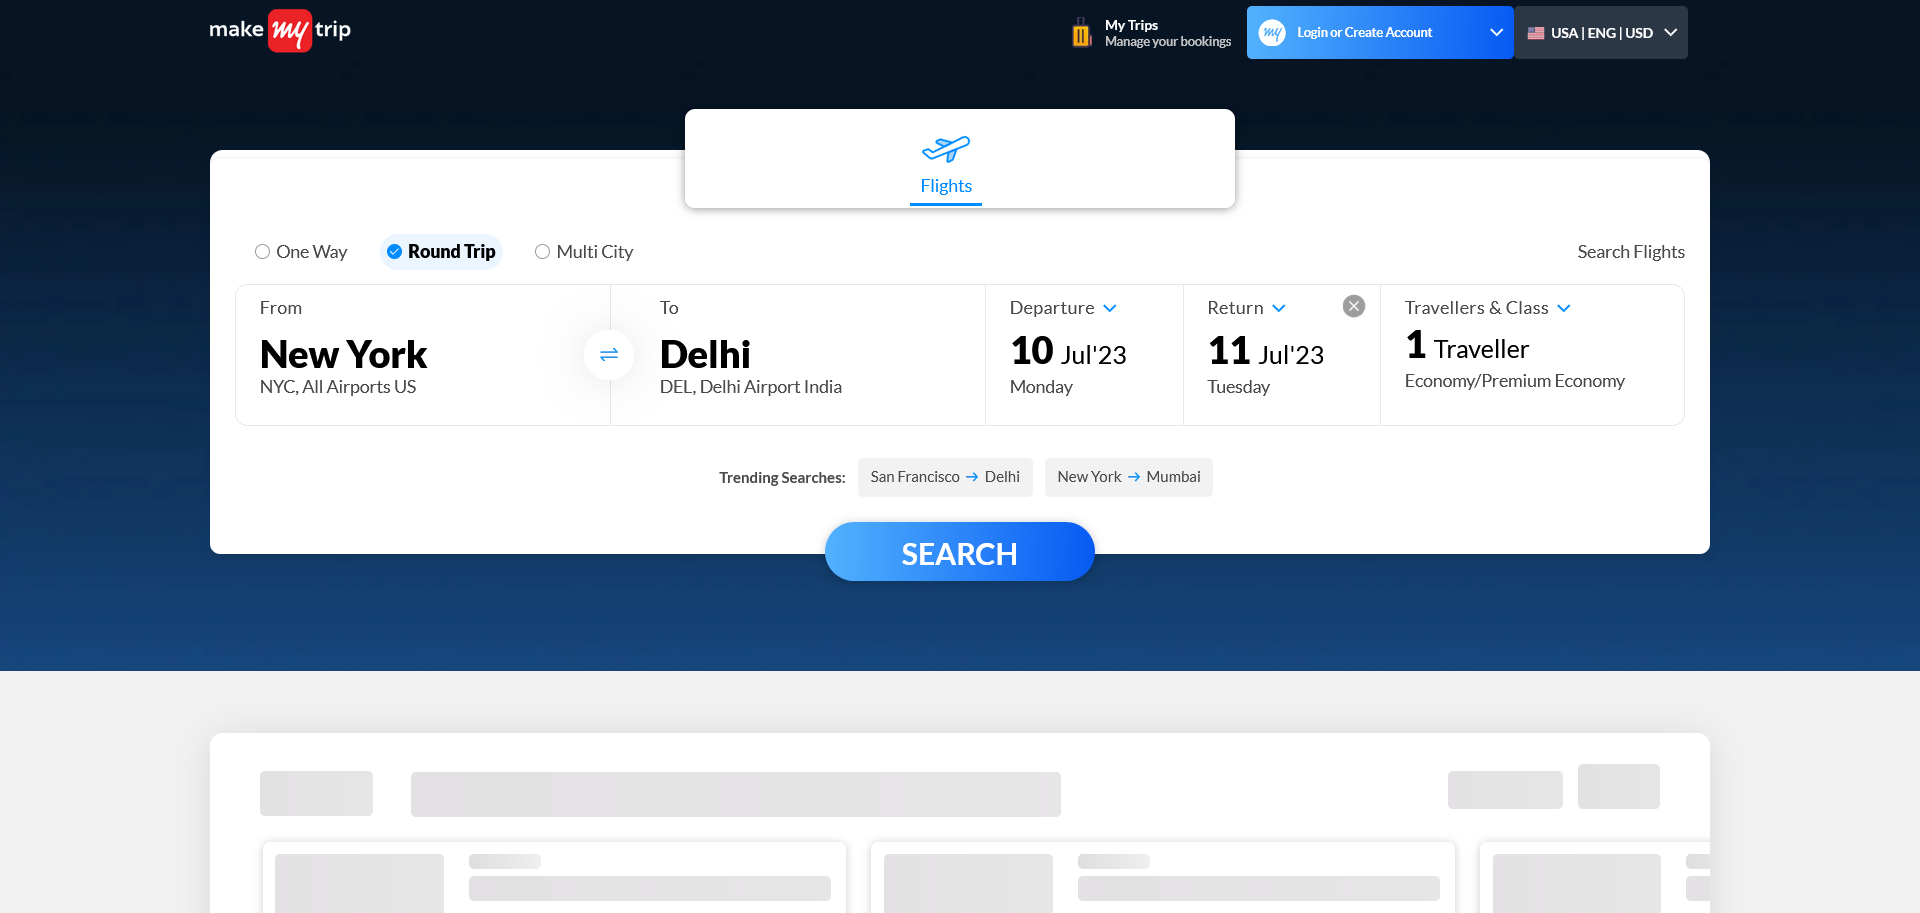 make my trip
My Trips
Manage your bookings
my
Login or Create Account
USA | ENG | USD
Flights
One Way
Round Trip
Multi City
Search Flights
From
New York
NYC, All Airports US
To
Delhi
DEL, Delhi Airport India
Departure
10 Jul'23
Monday
Return
11 Jul'23
Tuesday
Travellers & Class
1 Traveller
Economy/Premium Economy
Trending Searches:
San Francisco → Delhi
New York → Mumbai
SEARCH